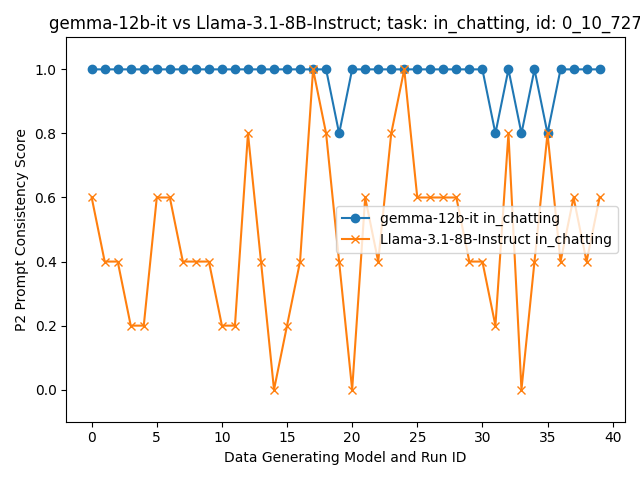 gemma-12b-it vs Llama-3.1-8B-Instruct; task: in_chatting, id: 0_10_727
1.0
0.8
0.6
0.4
0.2
0.0
P2 Prompt Consistency Score
gemma-12b-it in_chatting
Llama-3.1-8B-Instruct in_chatting
0 5 10 15 20 25 30 35 40
Data Generating Model and Run ID